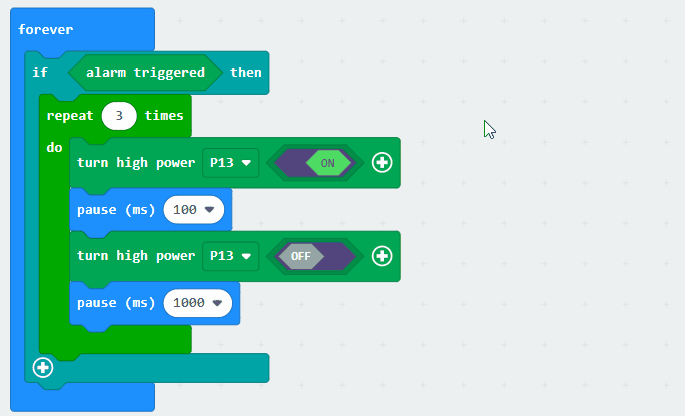 forever
if alarm triggered then
repeat 3 times
do
turn high power P13 ON
pause (ms) 100
turn high power P13 OFF
pause (ms) 1000